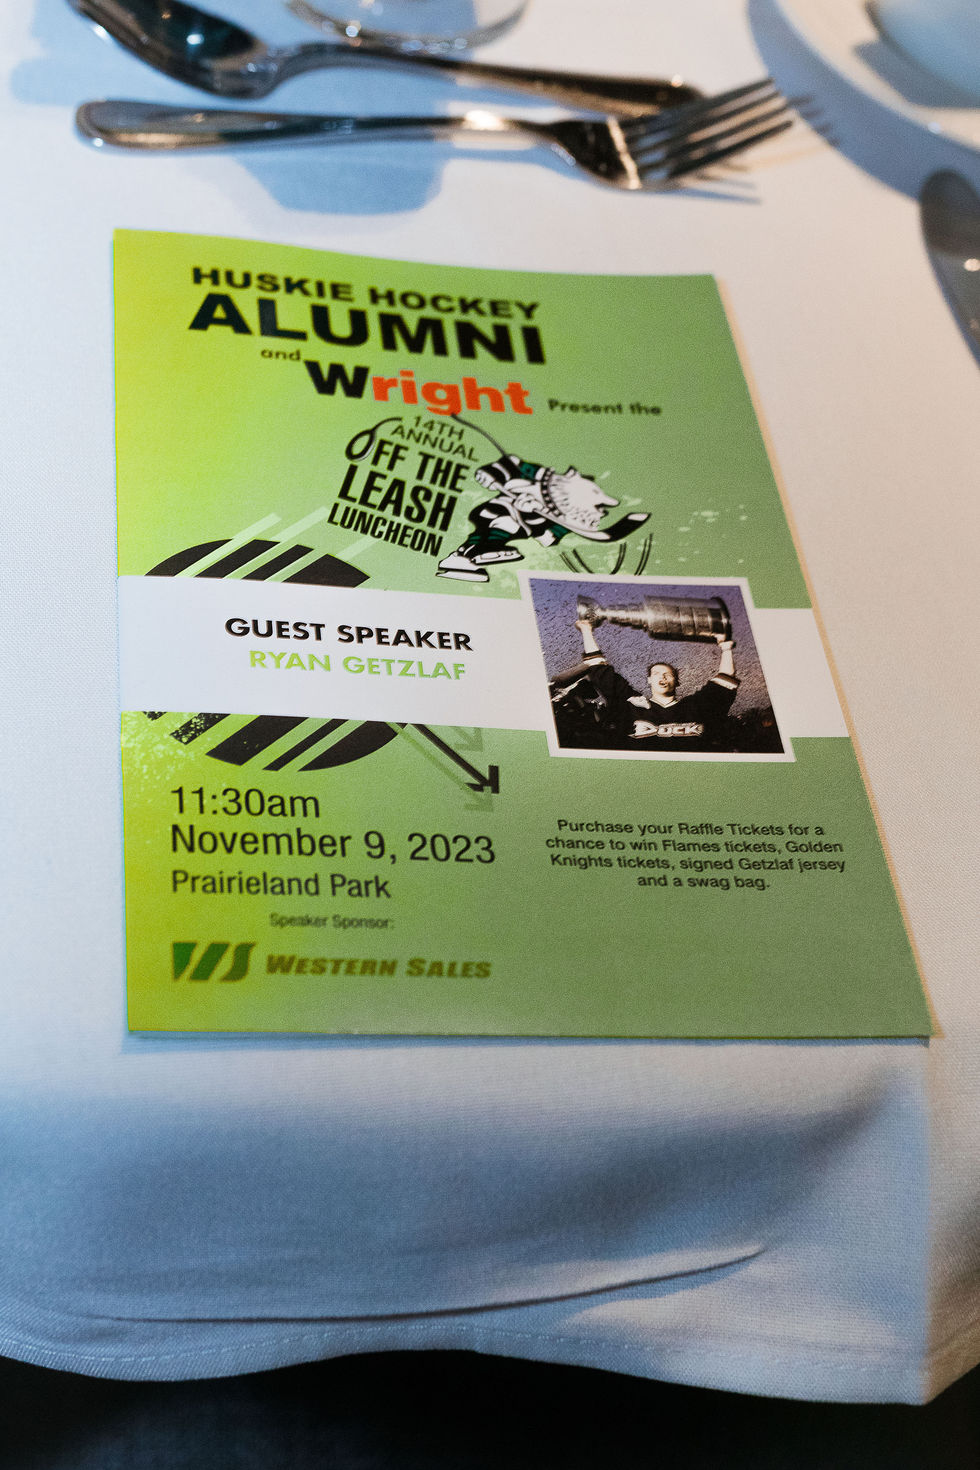 HUSKIE HOCKEY
ALUMNI
and
Wright Present the
14TH
ANNUAL
OFF THE
LEASH
LUNCHEON
GUEST SPEAKER
RYAN GETZLAF
DUCKS
11:30am
November 9, 2023
Prairieland Park
Speaker Sponsor:
WS WESTERN SALES
Purchase your Raffle Tickets for a
chance to win Flames tickets, Golden
Knights tickets, signed Getzlaf jersey
and a swag bag.